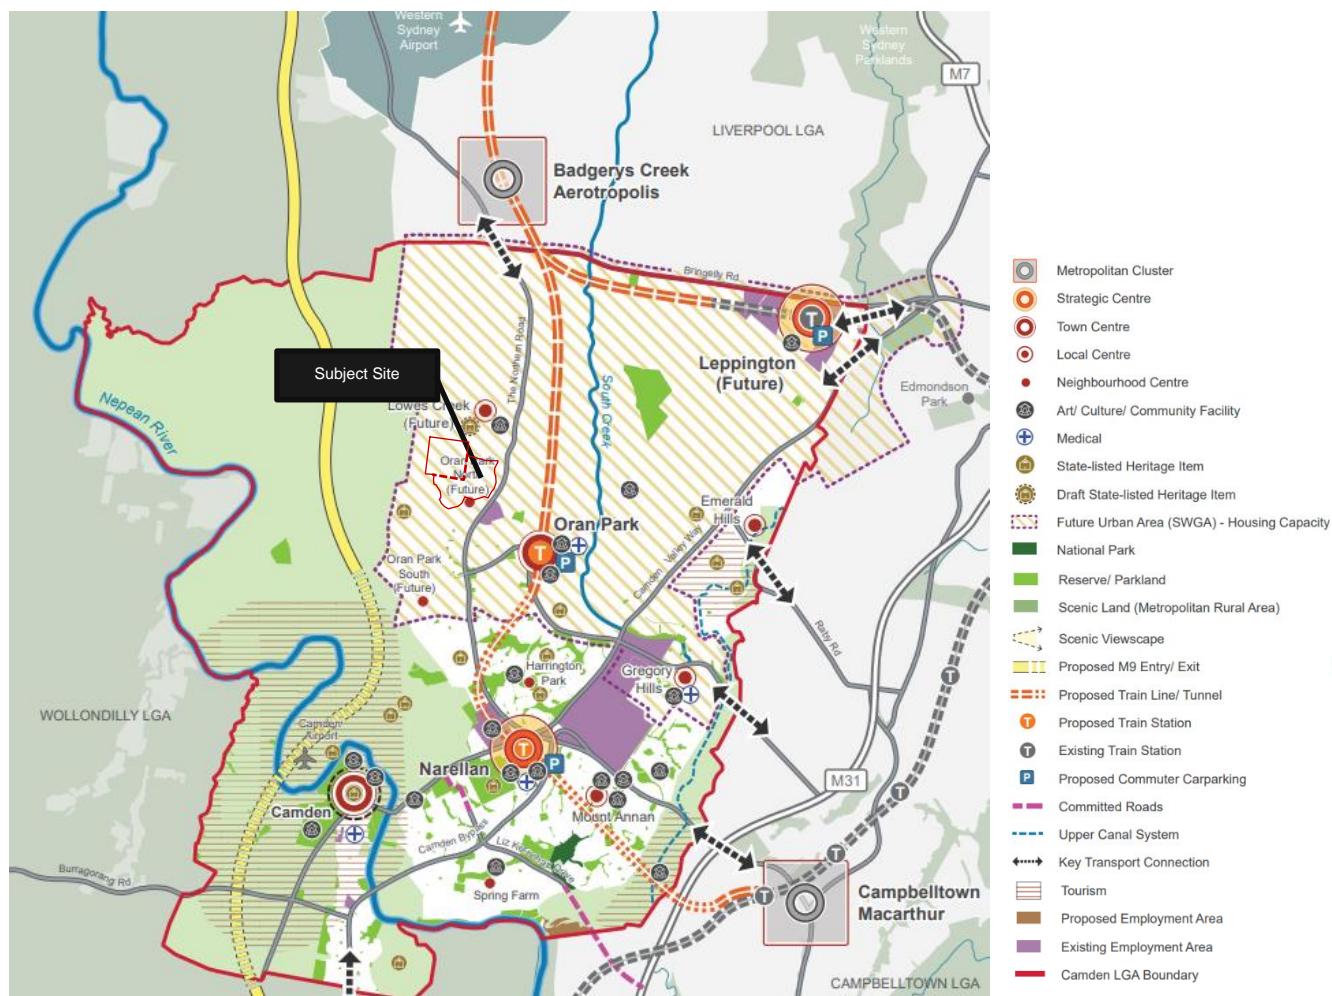 Western
Sydney
Airport
Western
Sydney
Parklands
M7
LIVERPOOL LGA
Badgerys Creek
Aerotropolis
Bringelly Rd
The Northern Road
South Creek
Leppington
(Future)
T
P
Edmondson
Park
Subject Site
Nepean River
Lowes Creek
(Future)
Oran Park
North
(Future)
Oran Park
T
P
Emerald
Hills
Camden Valley Way
Oran Park
South
(Future)
Raby Rd
Harrington
Park
Gregory
Hills
WOLLONDILLY LGA
Camden
Airport
Narellan
T
P
M31
Camden
Mount Annan
Camden Bypass
Burragorang Rd
Spring Farm
T
T
T
T
Campbelltown
Macarthur
CAMPBELLTOWN LGA
Metropolitan Cluster
Strategic Centre
Town Centre
Local Centre
Neighbourhood Centre
Art/ Culture/ Community Facility
Medical
State-listed Heritage Item
Draft State-listed Heritage Item
Future Urban Area (SWGA) - Housing Capacity
National Park
Reserve/ Parkland
Scenic Land (Metropolitan Rural Area)
Scenic Viewscape
Proposed M9 Entry/ Exit
Proposed Train Line/ Tunnel
T Proposed Train Station
T Existing Train Station
P Proposed Commuter Carparking
Committed Roads
Upper Canal System
Key Transport Connection
Tourism
Proposed Employment Area
Existing Employment Area
Camden LGA Boundary